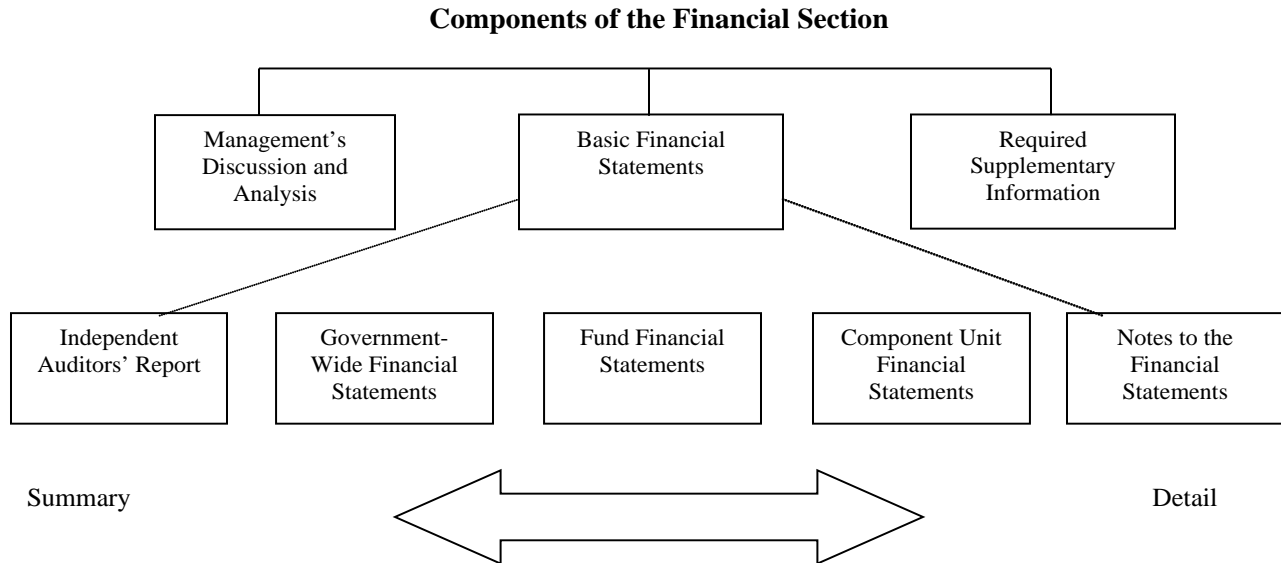 Components of the Financial Section
Management’s
Discussion and
Analysis
Basic Financial
Statements
Required
Supplementary
Information
Independent
Auditors’ Report
Government-
Wide Financial
Statements
Fund Financial
Statements
Component Unit
Financial
Statements
Notes to the
Financial
Statements
Summary
Detail